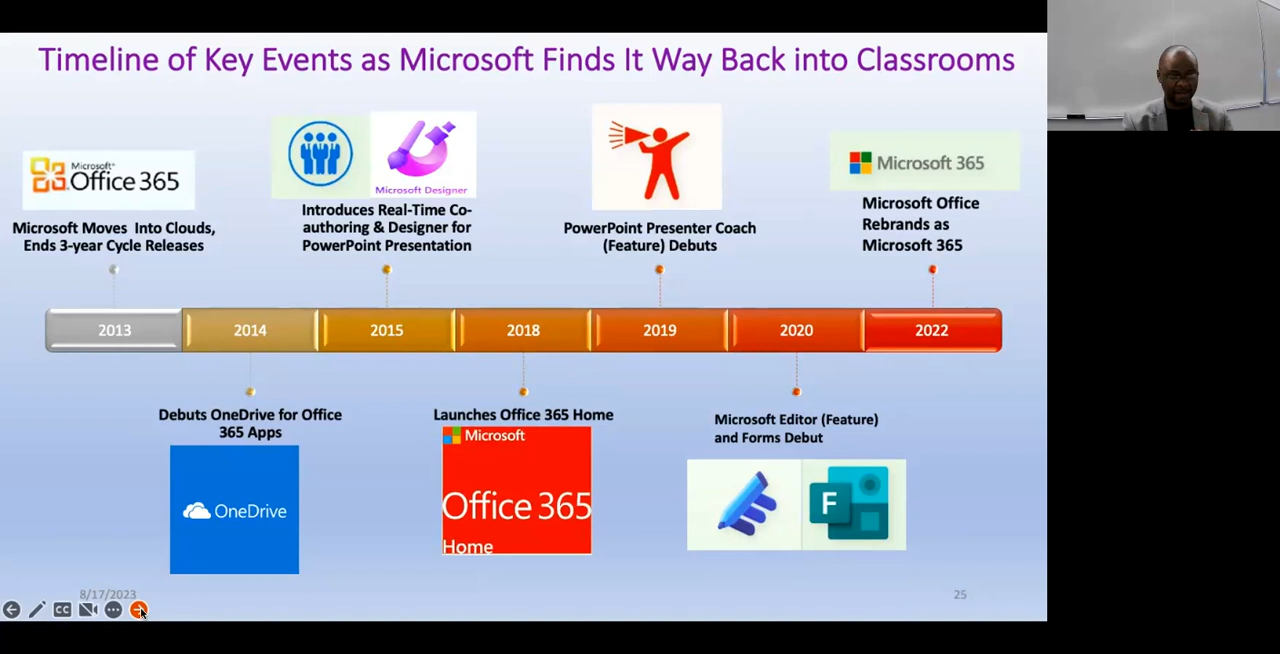 Timeline of Key Events as Microsoft Finds It Way Back into Classrooms
Microsoft®
Office 365
Microsoft Moves Into Clouds,
Ends 3-year Cycle Releases
Microsoft Designer
Introduces Real-Time Co-
authoring & Designer for
PowerPoint Presentation
PowerPoint Presenter Coach
(Feature) Debuts
Microsoft 365
Microsoft Office
Rebrands as
Microsoft 365
2013
2014
2015
2018
2019
2020
2022
Debuts OneDrive for Office
365 Apps
OneDrive
Launches Office 365 Home
Microsoft
Office 365
Home
Microsoft Editor (Feature)
and Forms Debut
F
8/17/2023
25
CC